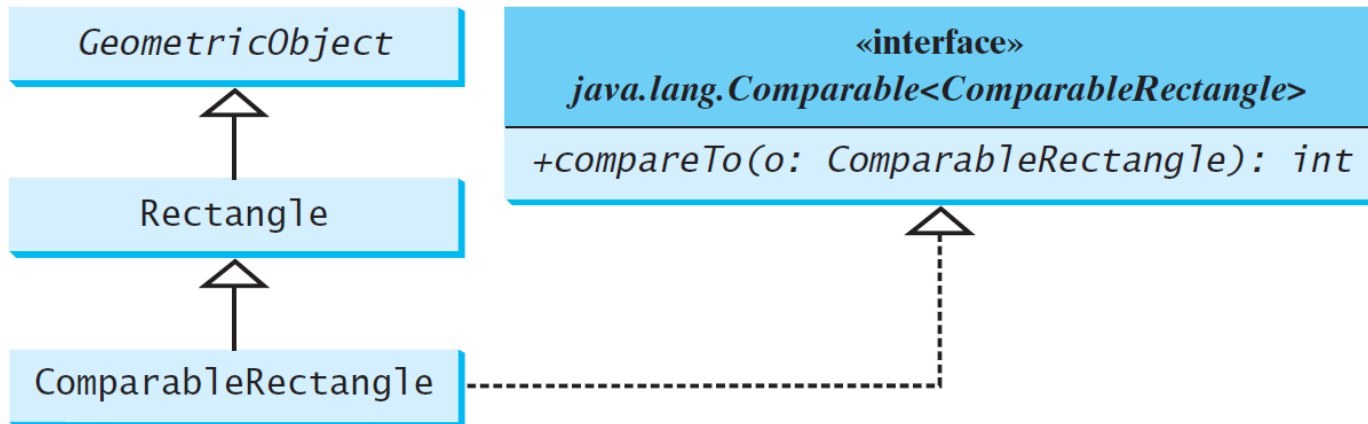 GeometricObject
Rectangle
ComparableRectangle
«interface»
java.lang.Comparable<ComparableRectangle>
+compareTo(o: ComparableRectangle): int